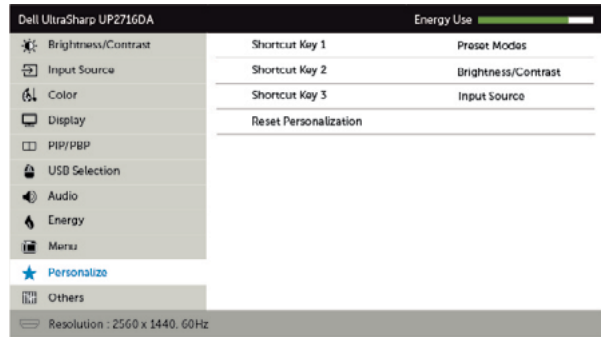 Dell UltraSharp UP2716DA Energy Use
Brightness/Contrast Shortcut Key 1 Preset Modes
Input Source Shortcut Key 2 Brightness/Contrast
Color Shortcut Key 3 Input Source
Display Reset Personalization
PIP/PBP
USB Selection
Audio
Energy
Menu
Personalize
Others
Resolution : 2560 x 1440, 60Hz